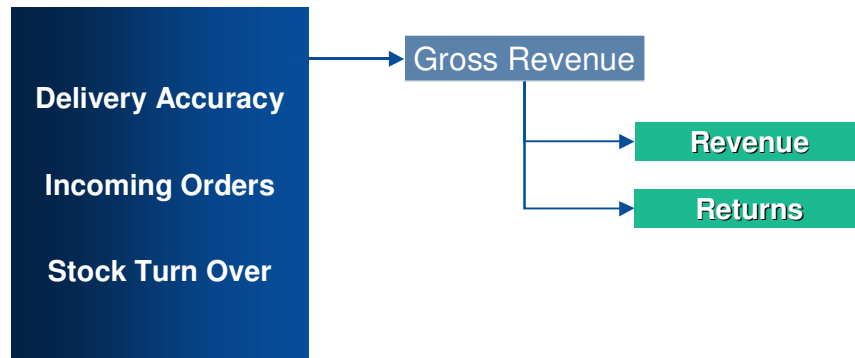 Delivery Accuracy
Incoming Orders
Stock Turn Over
Gross Revenue
Revenue
Returns